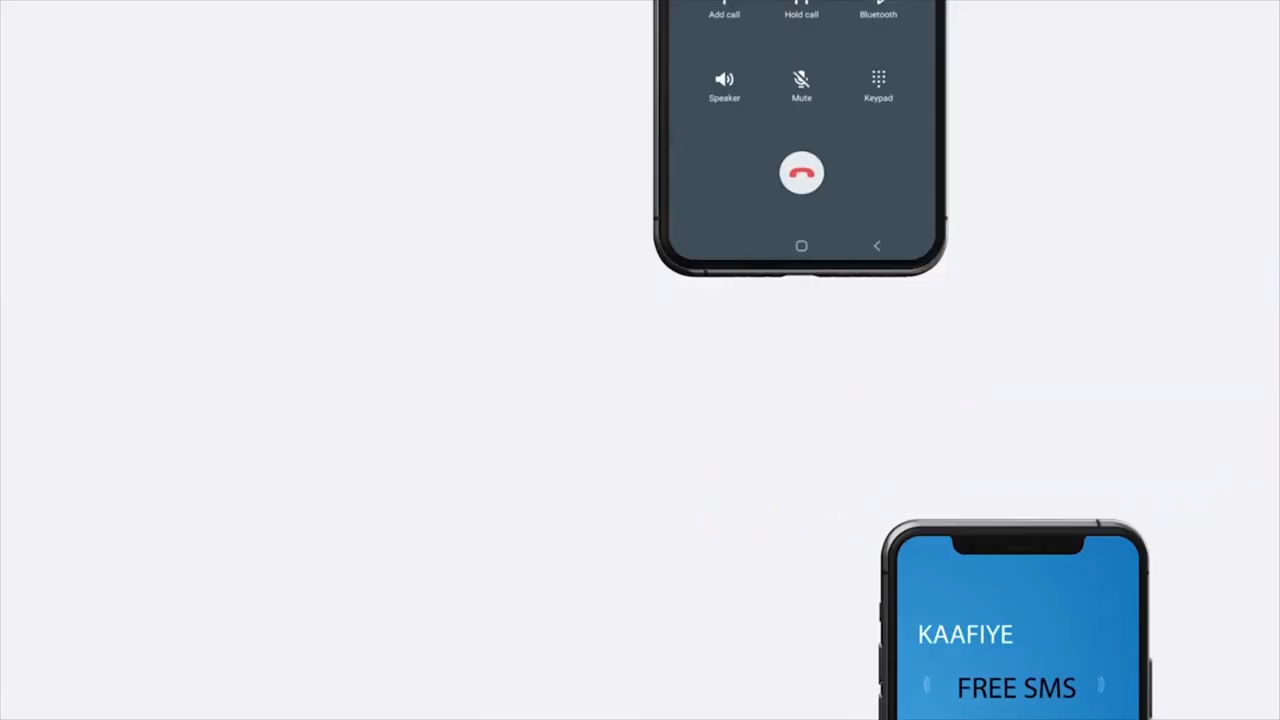 Add call Hold call Bluetooth
Speaker Mute Keypad
KAAFIYE
FREE SMS